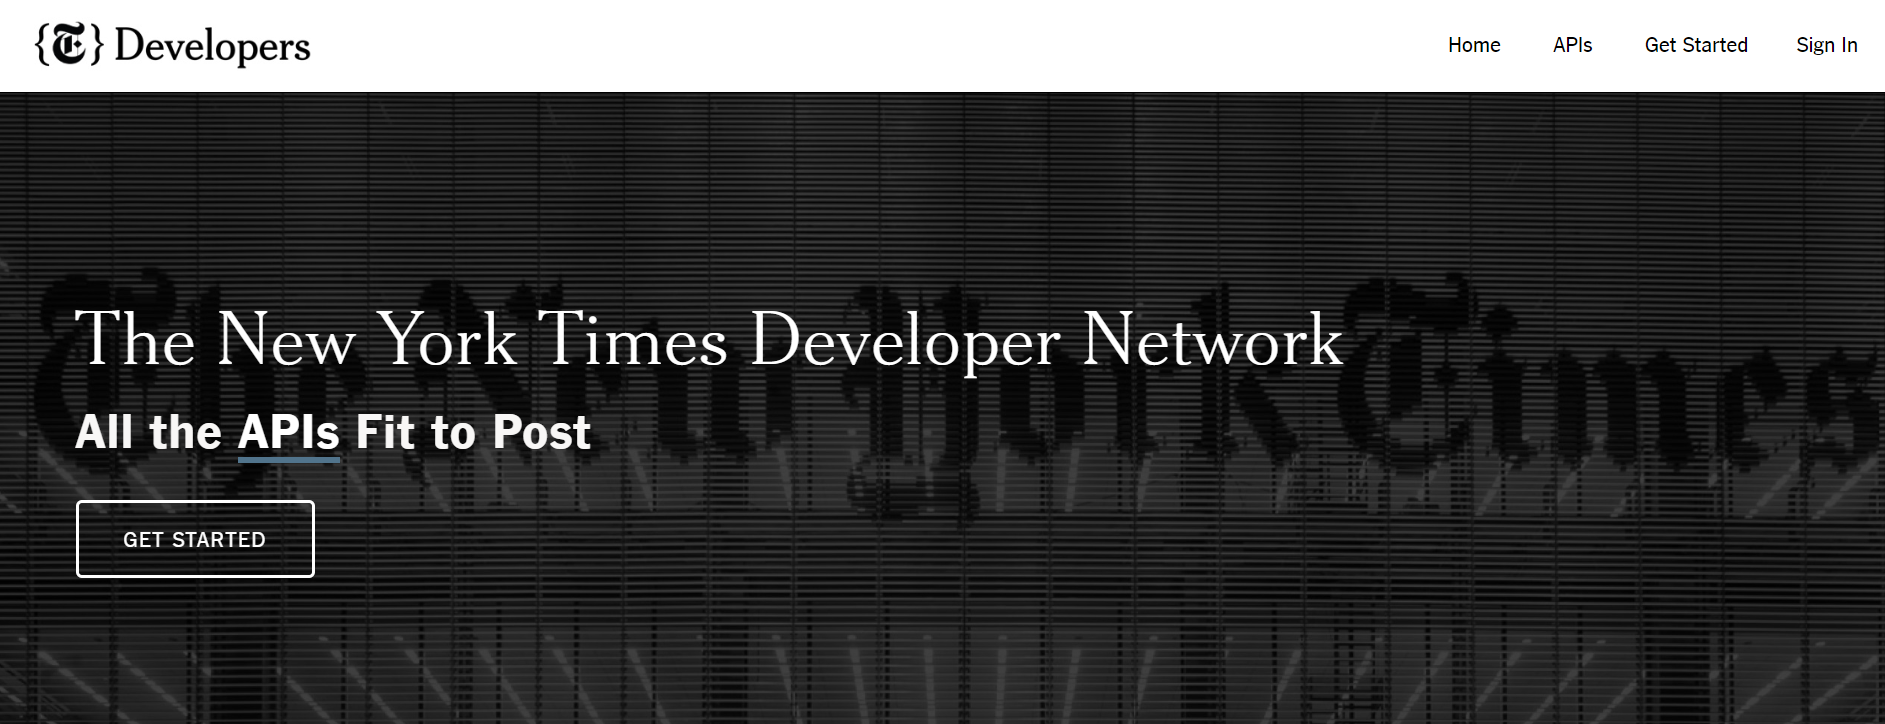 {T} Developers
Home APIs Get Started Sign In
The New York Times
The New York Times Developer Network
All the APIs Fit to Post
GET STARTED